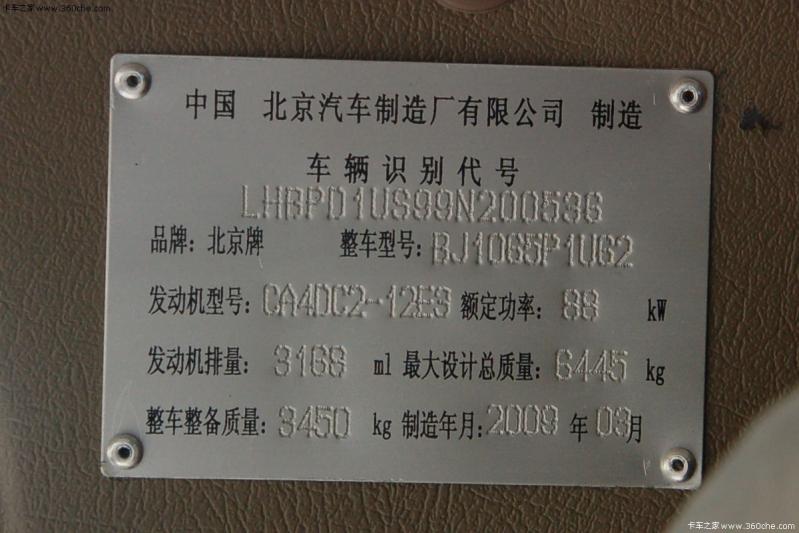 卡车之家 www.360che.com
中国 北京汽车制造厂有限公司 制造
车辆识别代号
LHBPD1US99N200536
品牌: 北京牌 整车型号: BJ1065P1U62
发动机型号: CA4DC2-12E3 额定功率: 88 kW
发动机排量: 3168 ml 最大设计总质量: 6445 kg
整车整备质量: 3450 kg 制造年月: 2009 年 03月
卡车之家 www.360che.com